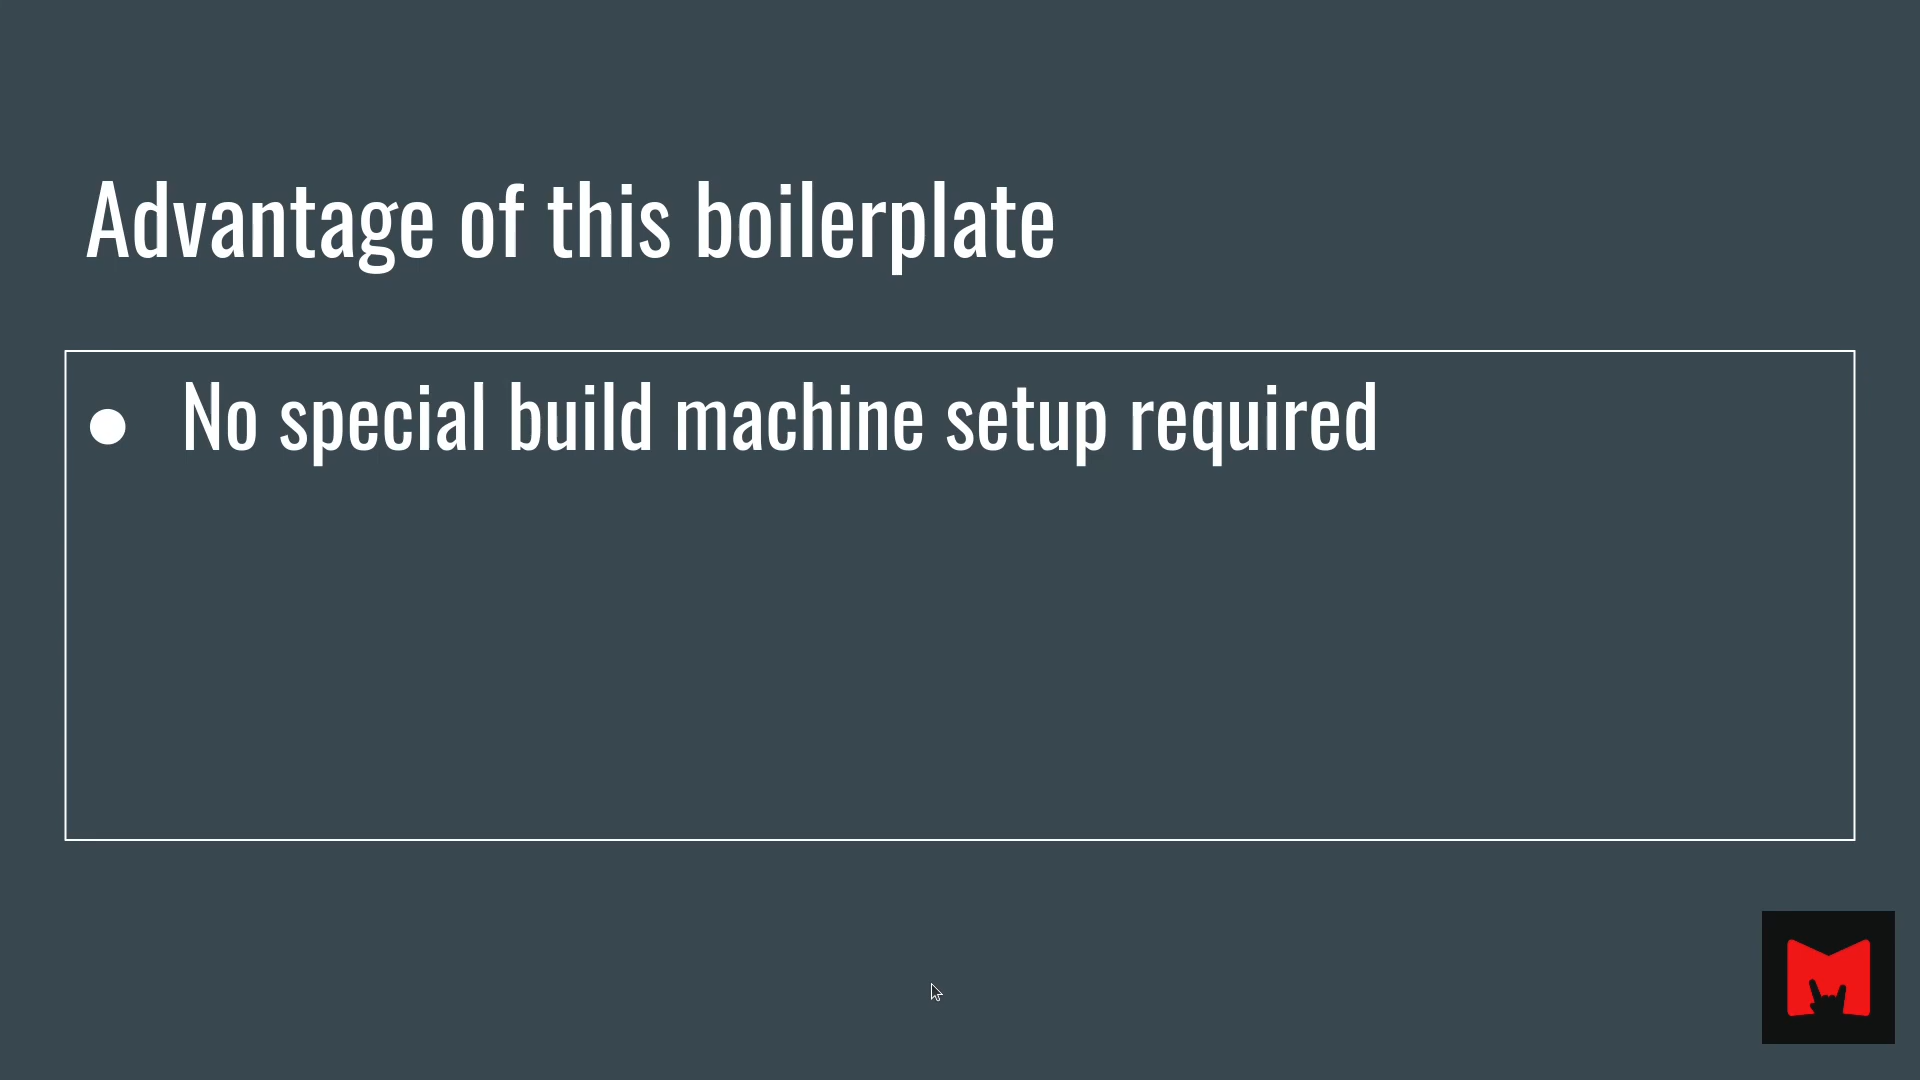 Advantage of this boilerplate
● No special build machine setup required